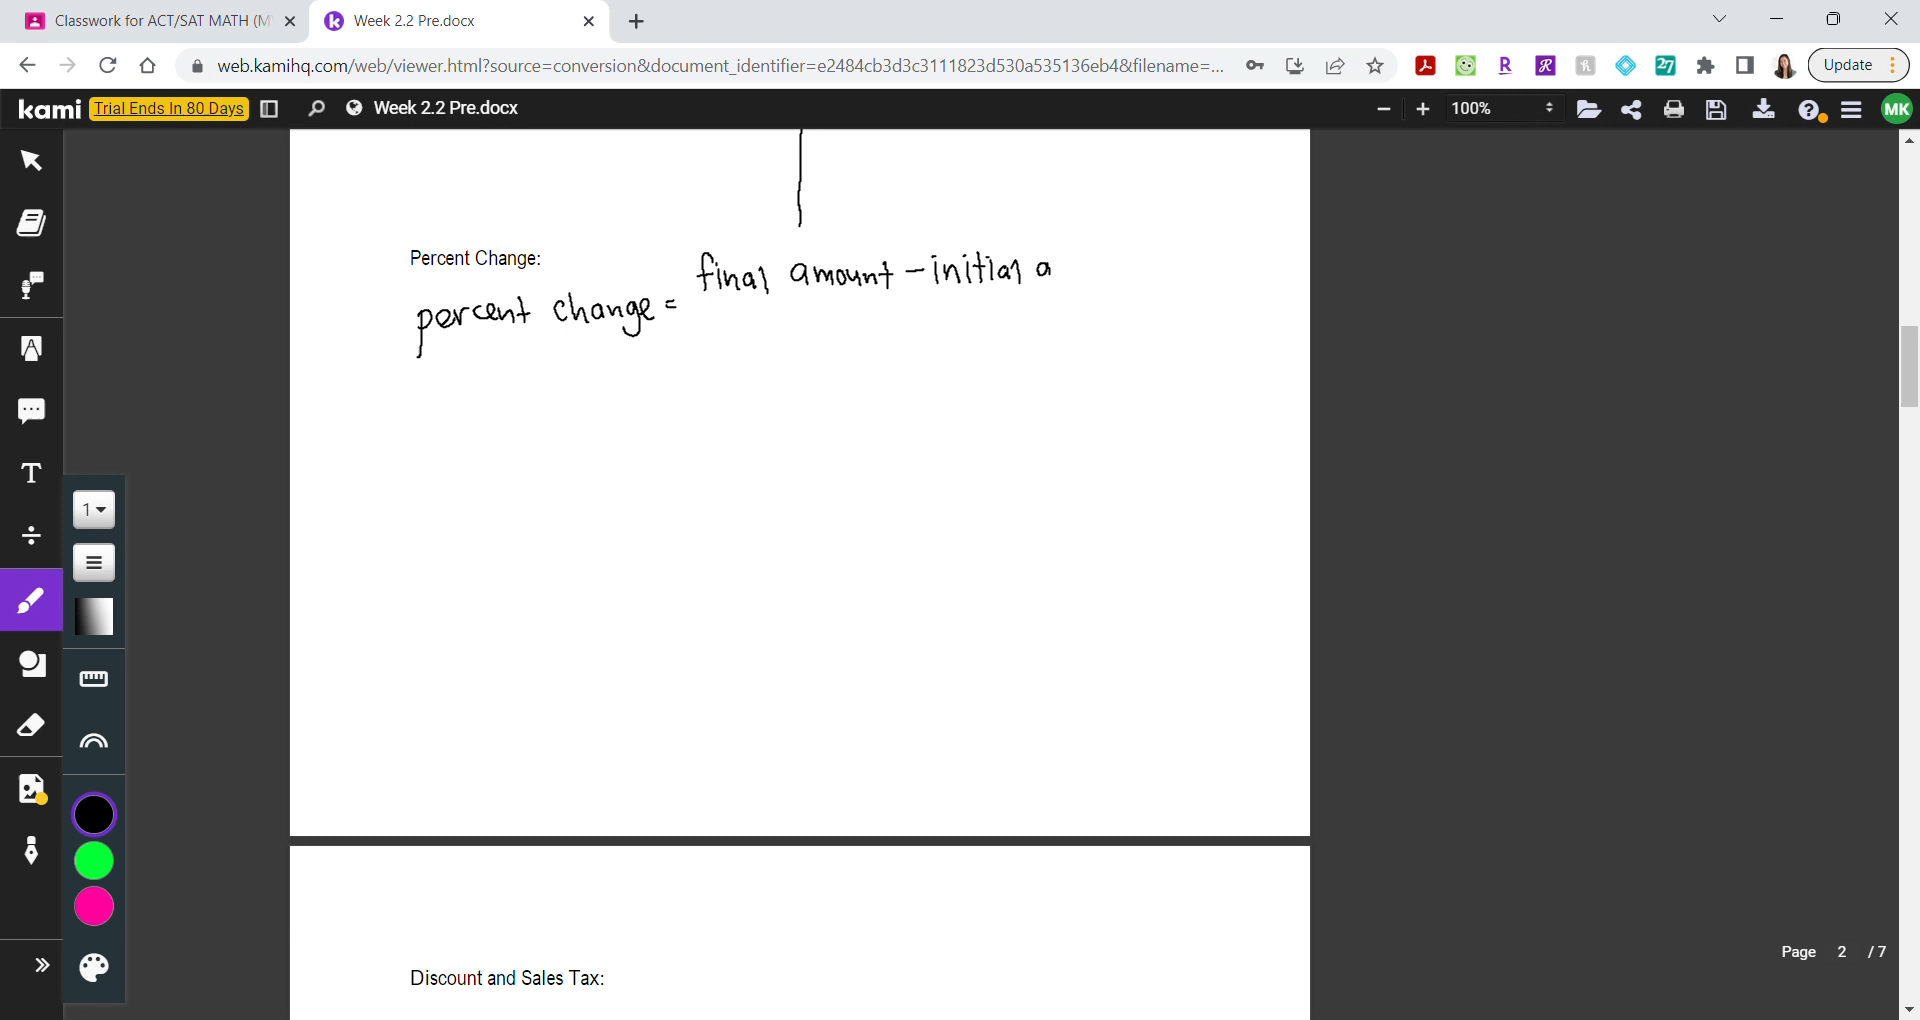 Classwork for ACT/SAT MATH (M
Week 2.2 Pre.docx
web.kamihq.com/web/viewer.html?source=conversion&document_identifier=e2484cb3d3c3111823d530a535136eb4&filename=...
Update
kami Trial Ends In 80 Days Week 2.2 Pre.docx 100% MK
Percent Change:
final amount - initial a
percent change =
1
Page 2 / 7
Discount and Sales Tax: